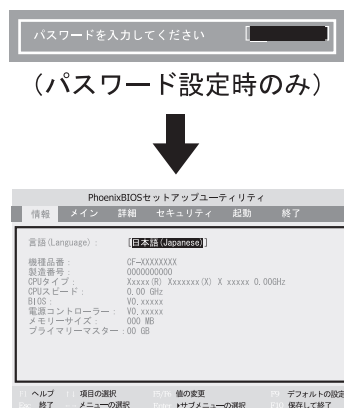 パスワードを入力してください [ ]
(パスワード設定時のみ)
PhoenixBIOSセットアップユーティリティ
情報 メイン 詳細 セキュリティ 起動 終了
言語(Language) : [日本語(Japanese)]
機種品番 : CF-XXXXXXXX
製造番号 : 0000000000
CPUタイプ : Xxxxx(R) Xxxxxxx(X) X xxxxx 0.00GHz
CPUスピード : 0.00 GHz
BIOS : V0.xxxxx
電源コントローラー : V0.xxxxx
メモリーサイズ : 000 MB
プライマリーマスター : 00 GB
F1 ヘルプ ↑↓ 項目の選択 F5/F6 値の変更 F9 デフォルトの設定
Esc 終了 メニューの選択 Enter ▸サブメニューの選択 F10 保存して終了